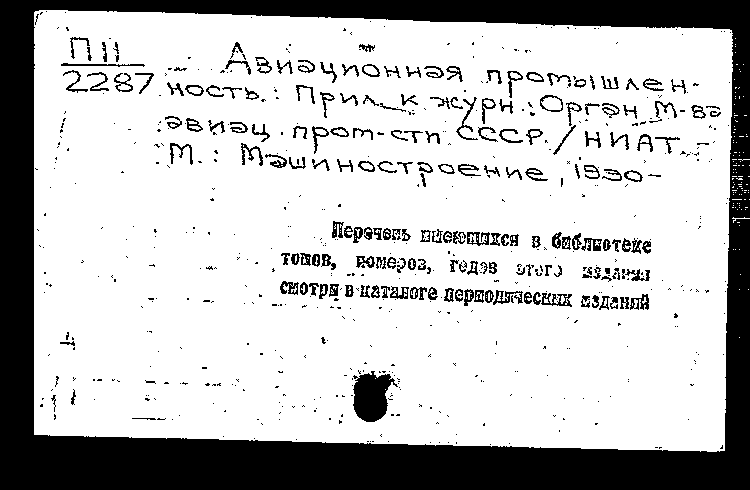 П11
2287
Авиационная промышлен-
ность.: Прил. к журн.: Орган М-ва
авиац. пром-сти СССР. / НИАТ. -
М.: Машиностроение, 1930-
Перечень имеющихся в библиотеке
томов, номеров, годов этого издания
смотри в каталоге периодических изданий